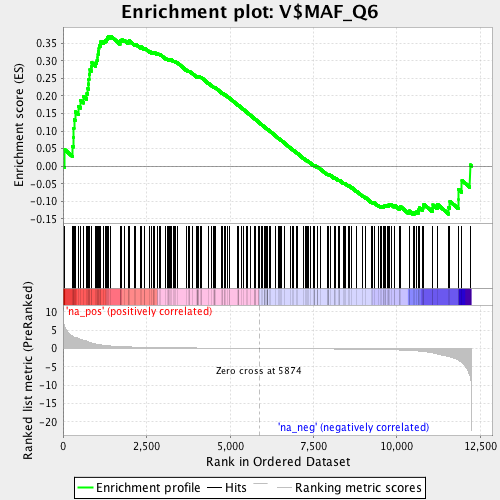 Enrichment plot: V$MAF_Q6
Enrichment score (ES)
0.35
0.30
0.25
0.20
0.15
0.10
0.05
0.00
-0.05
-0.10
-0.15
'na_pos' (positively correlated)
Ranked list metric (PreRanked)
10
5
0
-5
-10
-15
-20
Zero cross at 5874
'na_neg' (negatively correlated)
0
2,500
5,000
7,500
10,000
12,500
Rank in Ordered Dataset
Enrichment profile
Hits
Ranking metric scores